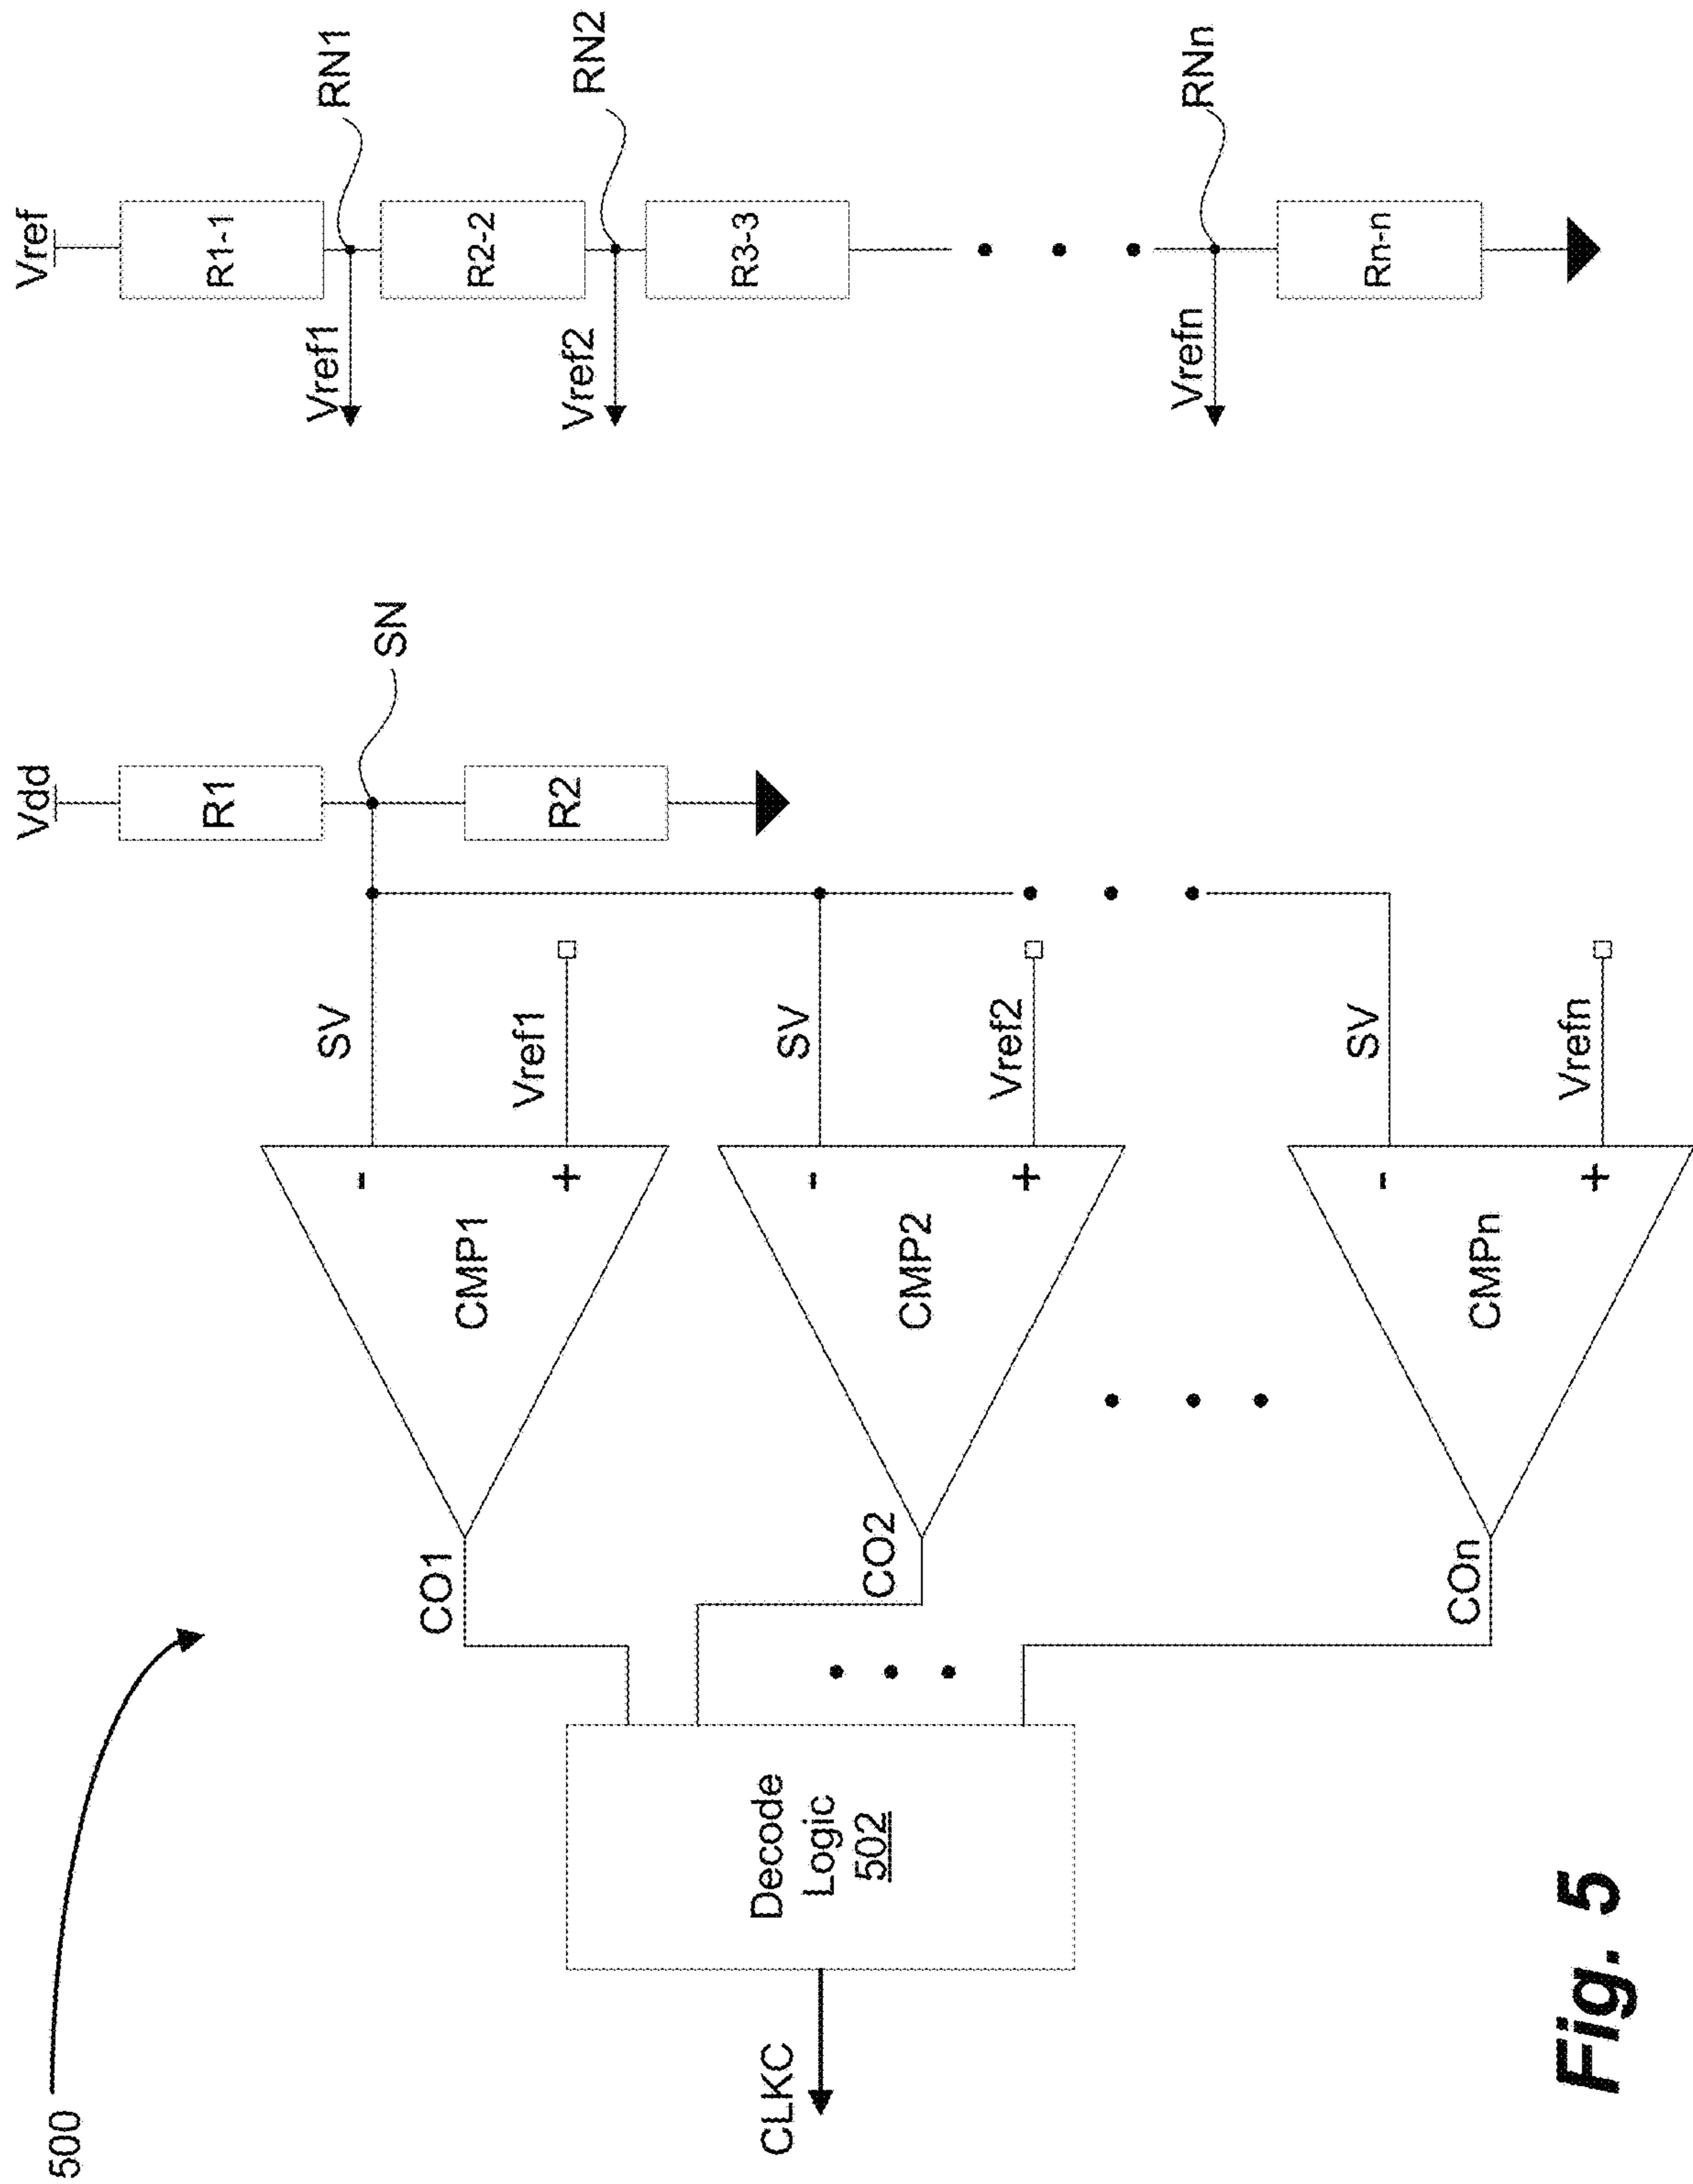 500
Vdd
Vref
R1
R1-1
SN
RN1
Vref1
R2
R2-2
RN2
Vref2
R3-3
RNn
Vrefn
Rn-n
SV
-
CMP1
+
Vref1
CO1
SV
-
CMP2
+
Vref2
CO2
SV
-
CMPn
+
Vrefn
COn
Decode
Logic
502
CLKC
Fig. 5